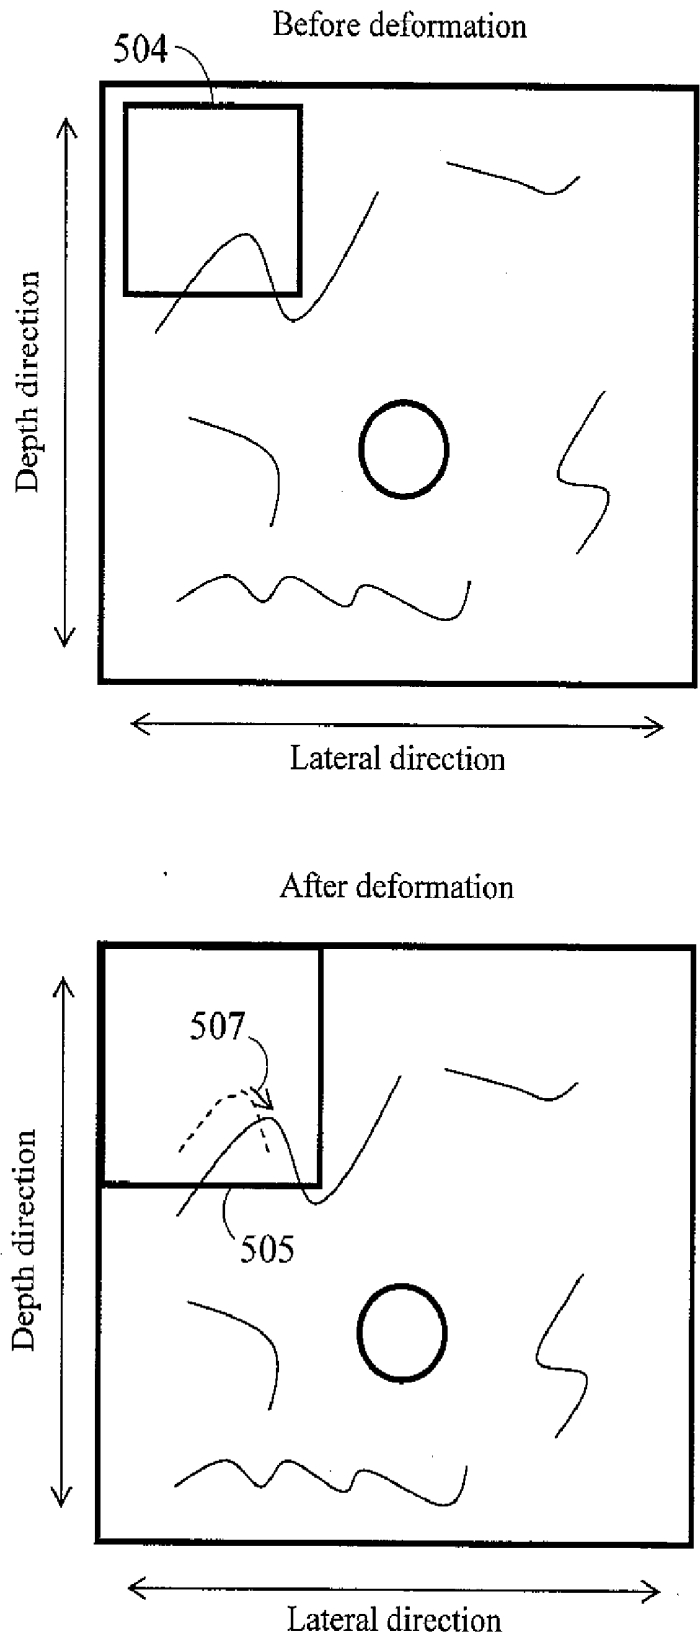 Before deformation
504
Depth direction
Lateral direction
After deformation
507
505
Depth direction
Lateral direction